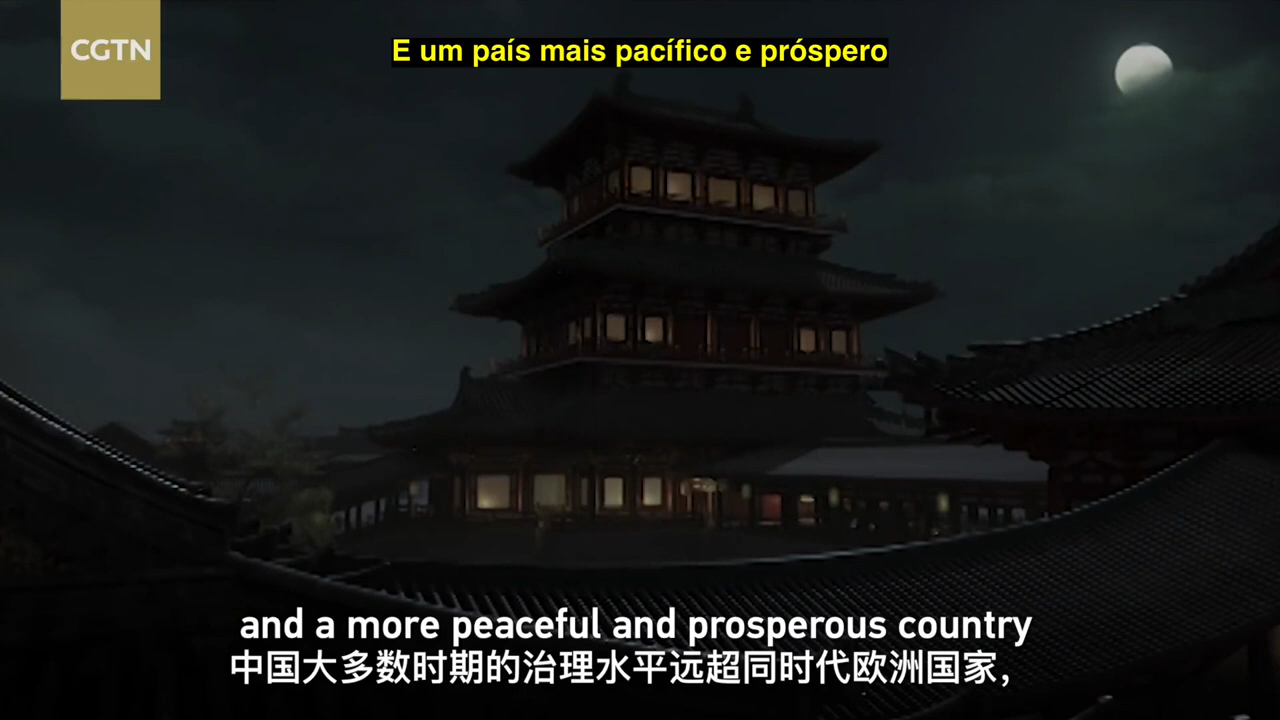 CGTN
E um país mais pacífico e próspero
and a more peaceful and prosperous country
中国大多数时期的治理水平远超同时代欧洲国家，